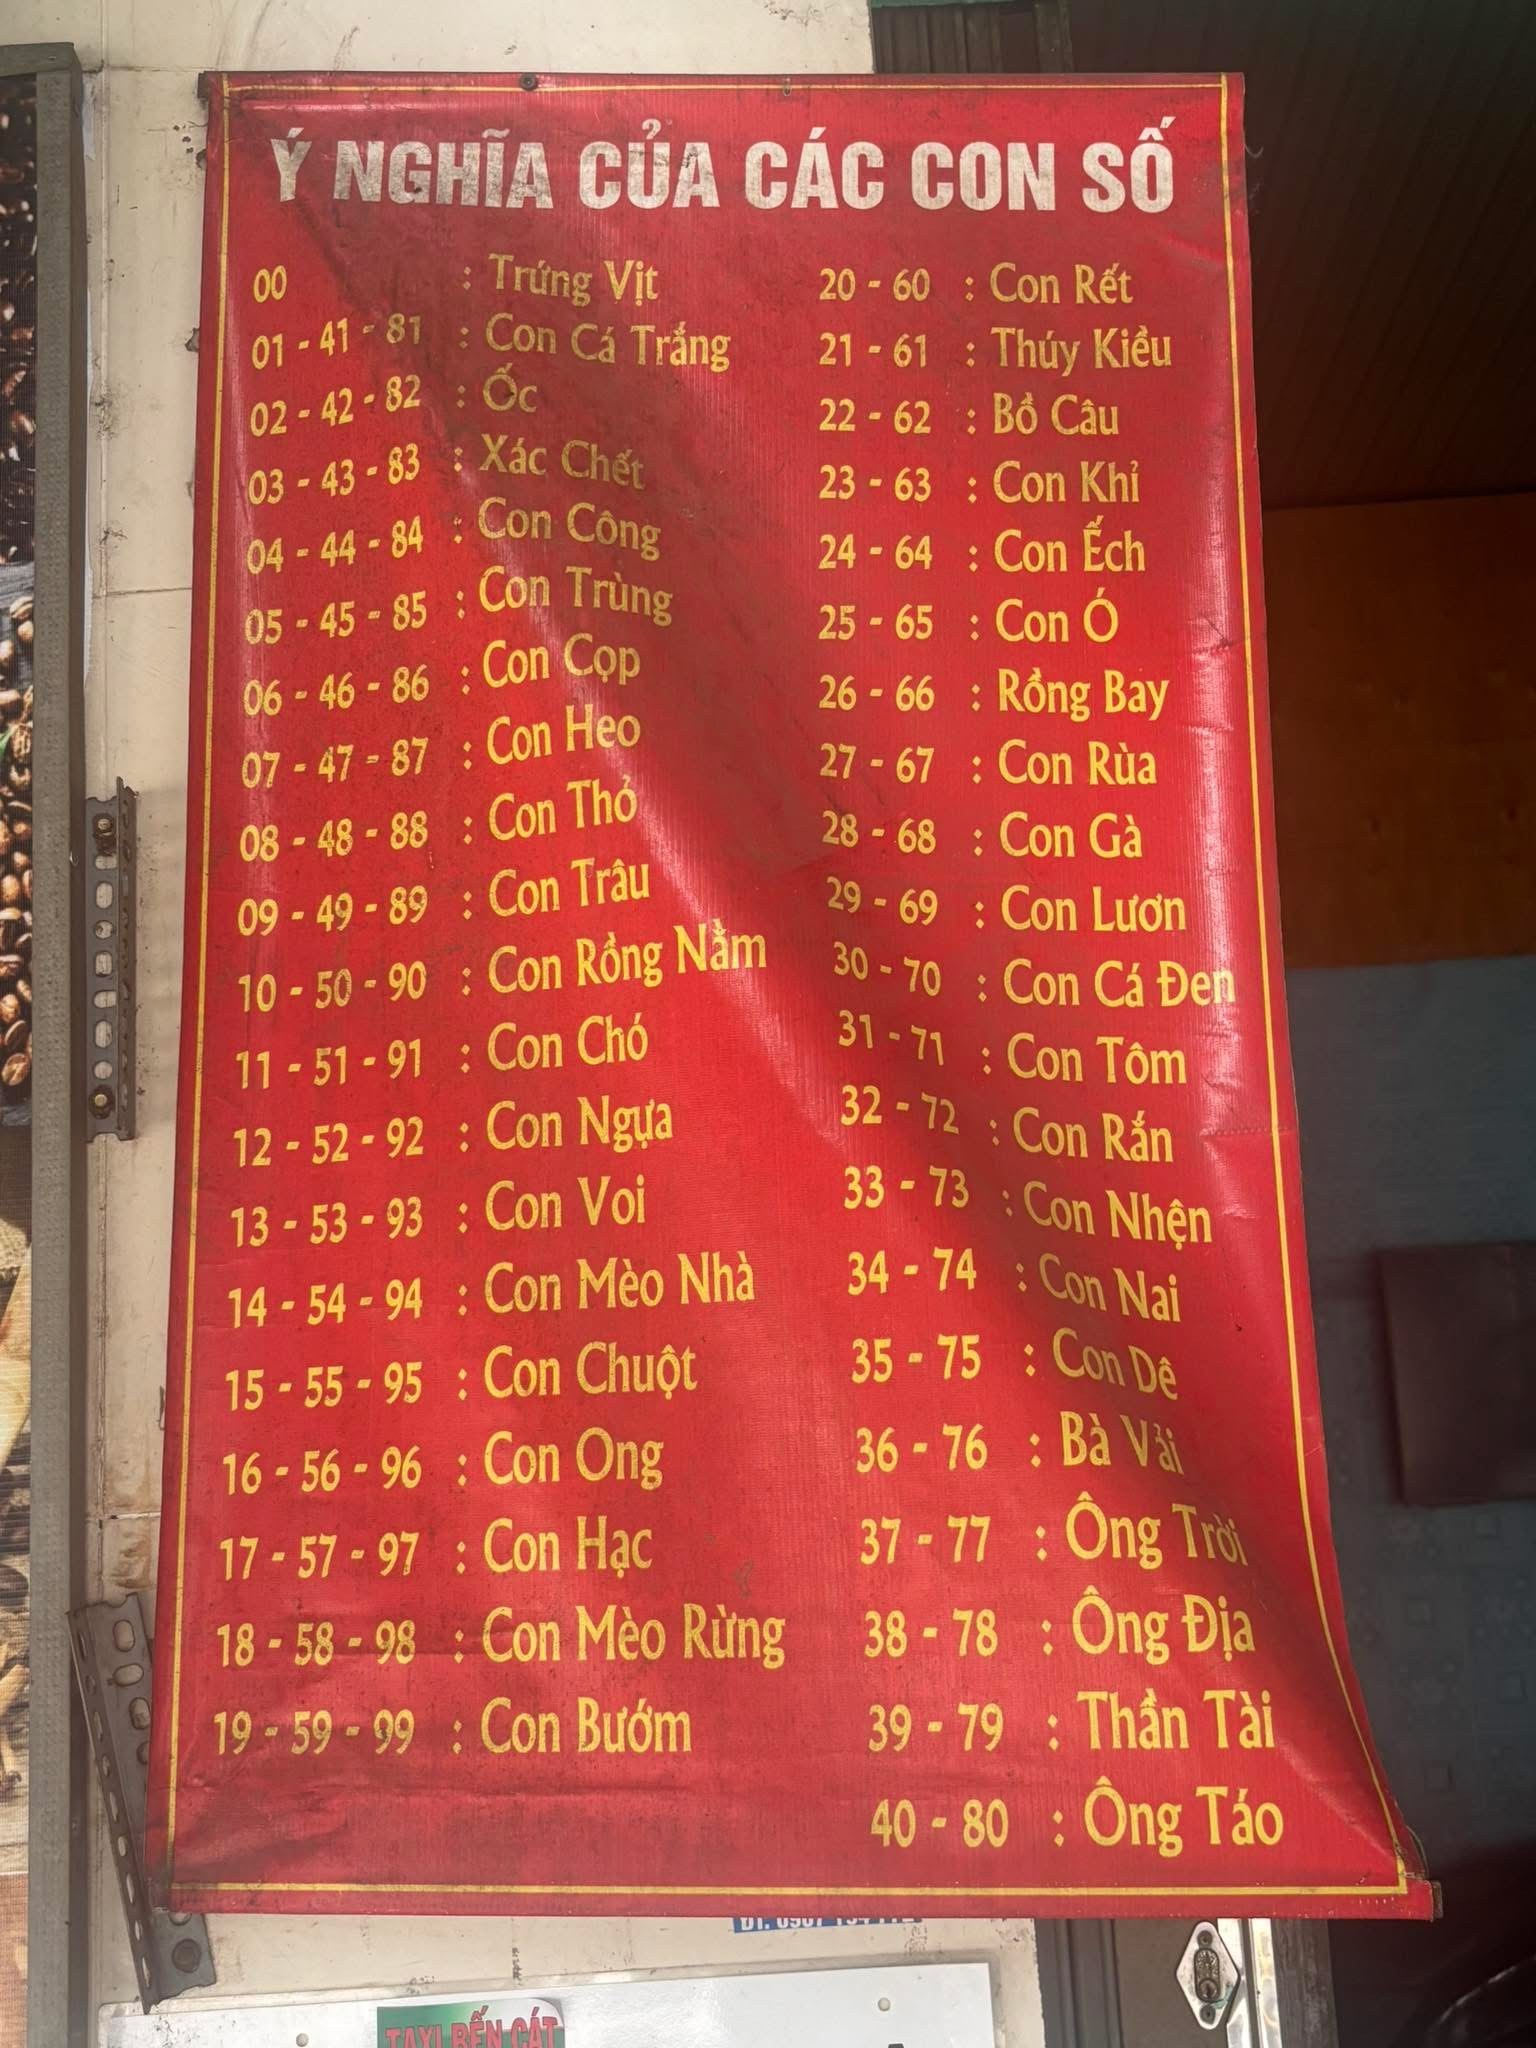 Ý NGHĨA CỦA CÁC CON SỐ
00 : Trứng Vịt
01 - 41 - 81 : Con Cá Trắng
02 - 42 - 82 : Ốc
03 - 43 - 83 : Xác Chết
04 - 44 - 84 : Con Công
05 - 45 - 85 : Con Trùng
06 - 46 - 86 : Con Cọp
07 - 47 - 87 : Con Heo
08 - 48 - 88 : Con Thỏ
09 - 49 - 89 : Con Trâu
10 - 50 - 90 : Con Rồng Nằm
11 - 51 - 91 : Con Chó
12 - 52 - 92 : Con Ngựa
13 - 53 - 93 : Con Voi
14 - 54 - 94 : Con Mèo Nhà
15 - 55 - 95 : Con Chuột
16 - 56 - 96 : Con Ong
17 - 57 - 97 : Con Hạc
18 - 58 - 98 : Con Mèo Rừng
19 - 59 - 99 : Con Bướm
20 - 60 : Con Rết
21 - 61 : Thúy Kiều
22 - 62 : Bồ Câu
23 - 63 : Con Khỉ
24 - 64 : Con Ếch
25 - 65 : Con Ó
26 - 66 : Rồng Bay
27 - 67 : Con Rùa
28 - 68 : Con Gà
29 - 69 : Con Lươn
30 - 70 : Con Cá Đen
31 - 71 : Con Tôm
32 - 72 : Con Rắn
33 - 73 : Con Nhện
34 - 74 : Con Nai
35 - 75 : Con Dê
36 - 76 : Bà Vải
37 - 77 : Ông Trời
38 - 78 : Ông Địa
39 - 79 : Thần Tài
40 - 80 : Ông Táo
TAXI BẾN CÁT